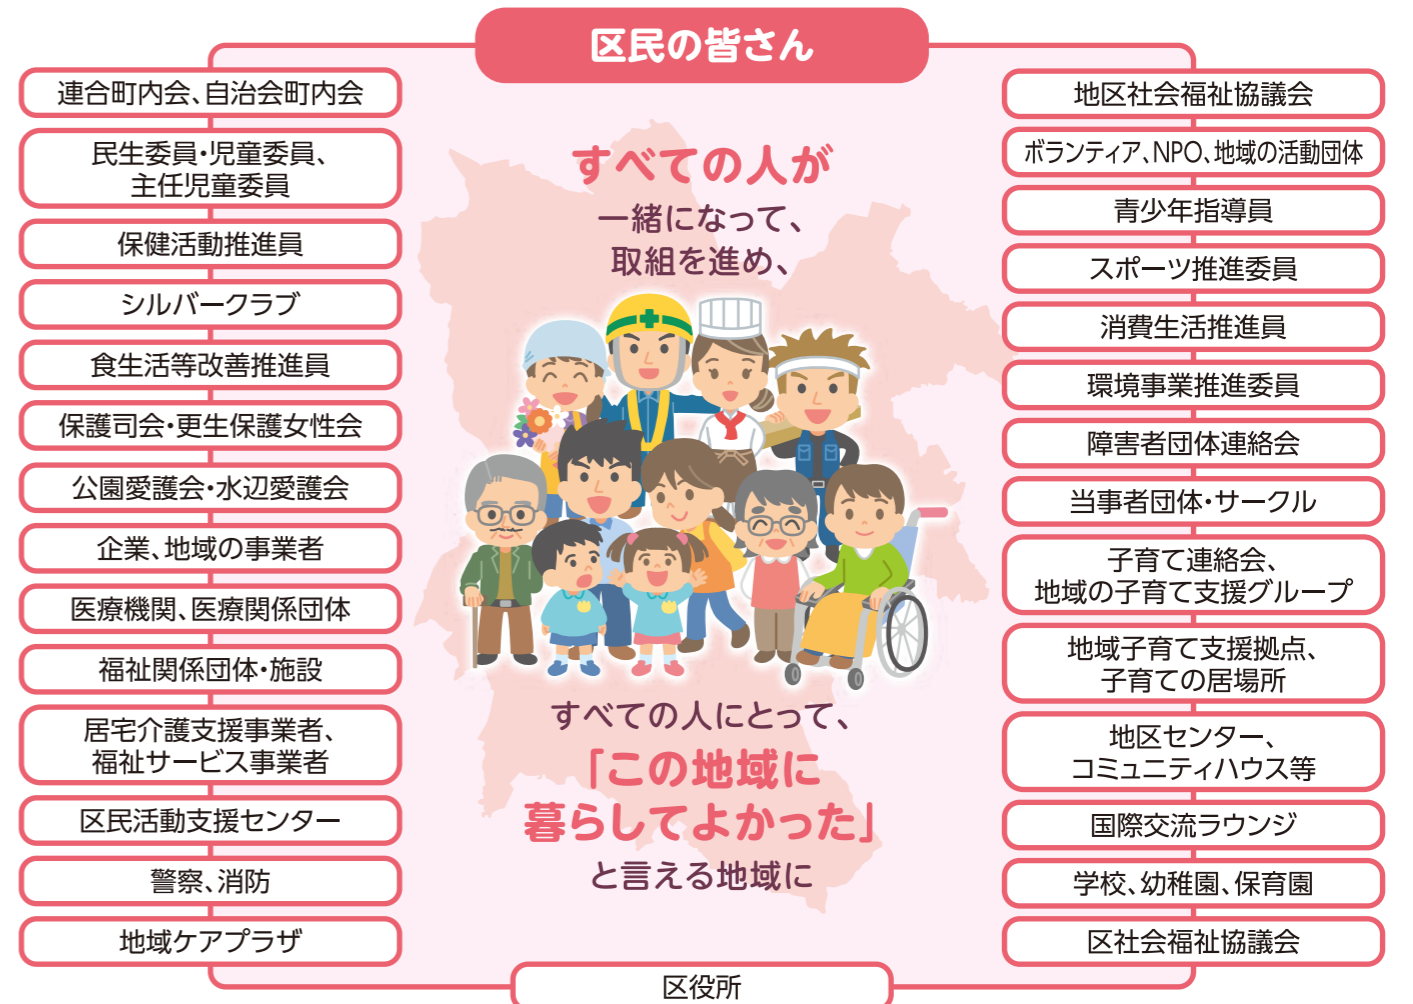 区民の皆さん
連合町内会、自治会町内会
民生委員・児童委員、
主任児童委員
保健活動推進員
シルバークラブ
食生活等改善推進員
保護司会・更生保護女性会
公園愛護会・水辺愛護会
企業、地域の事業者
医療機関、医療関係団体
福祉関係団体・施設
居宅介護支援事業者、
福祉サービス事業者
区民活動支援センター
警察、消防
地域ケアプラザ
すべての人が
一緒になって、
取組を進め、
すべての人にとって、
「この地域に
暮らしてよかった」
と言える地域に
地区社会福祉協議会
ボランティア、NPO、地域の活動団体
青少年指導員
スポーツ推進委員
消費生活推進員
環境事業推進委員
障害者団体連絡会
当事者団体・サークル
子育て連絡会、
地域の子育て支援グループ
地域子育て支援拠点、
子育ての居場所
地区センター、
コミュニティハウス等
国際交流ラウンジ
学校、幼稚園、保育園
区社会福祉協議会
区役所